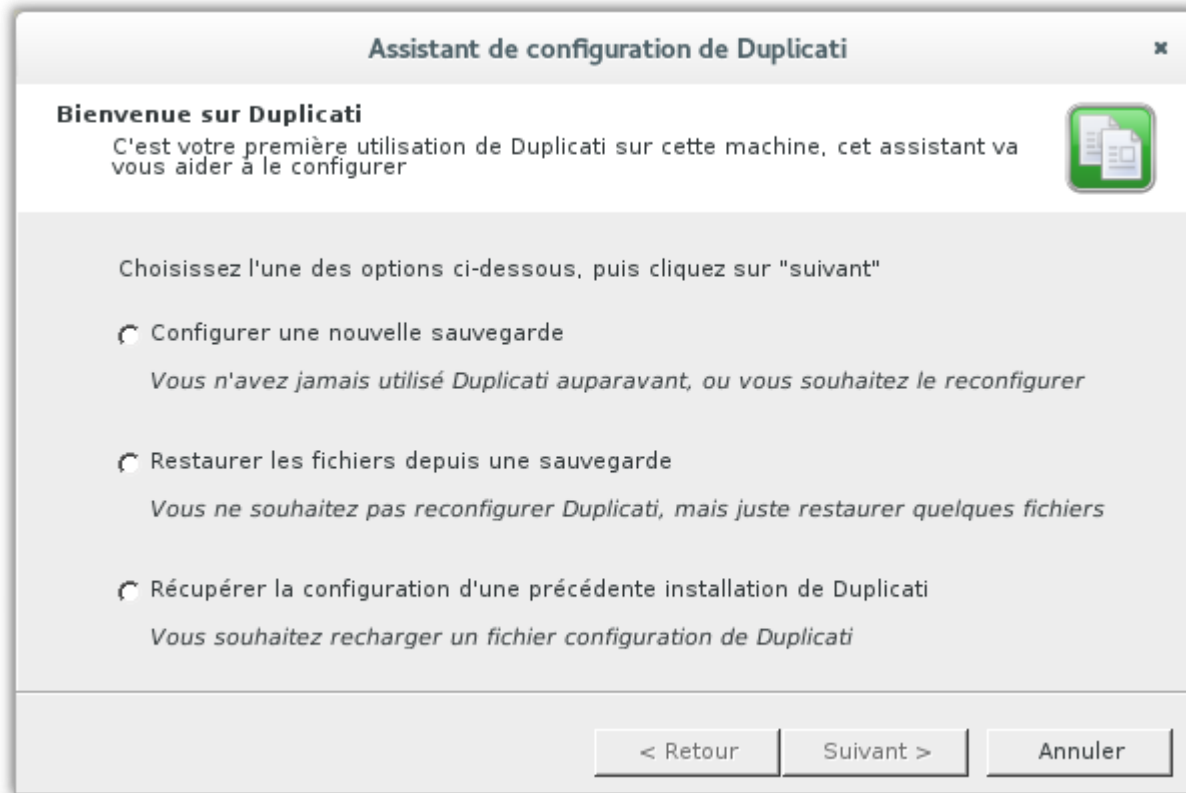 Assistant de configuration de Duplicati
Bienvenue sur Duplicati
C'est votre première utilisation de Duplicati sur cette machine, cet assistant va
vous aider à le configurer
Choisissez l'une des options ci-dessous, puis cliquez sur "suivant"
Configurer une nouvelle sauvegarde
Vous n'avez jamais utilisé Duplicati auparavant, ou vous souhaitez le reconfigurer
Restaurer les fichiers depuis une sauvegarde
Vous ne souhaitez pas reconfigurer Duplicati, mais juste restaurer quelques fichiers
Récupérer la configuration d'une précédente installation de Duplicati
Vous souhaitez recharger un fichier configuration de Duplicati
< Retour Suivant > Annuler